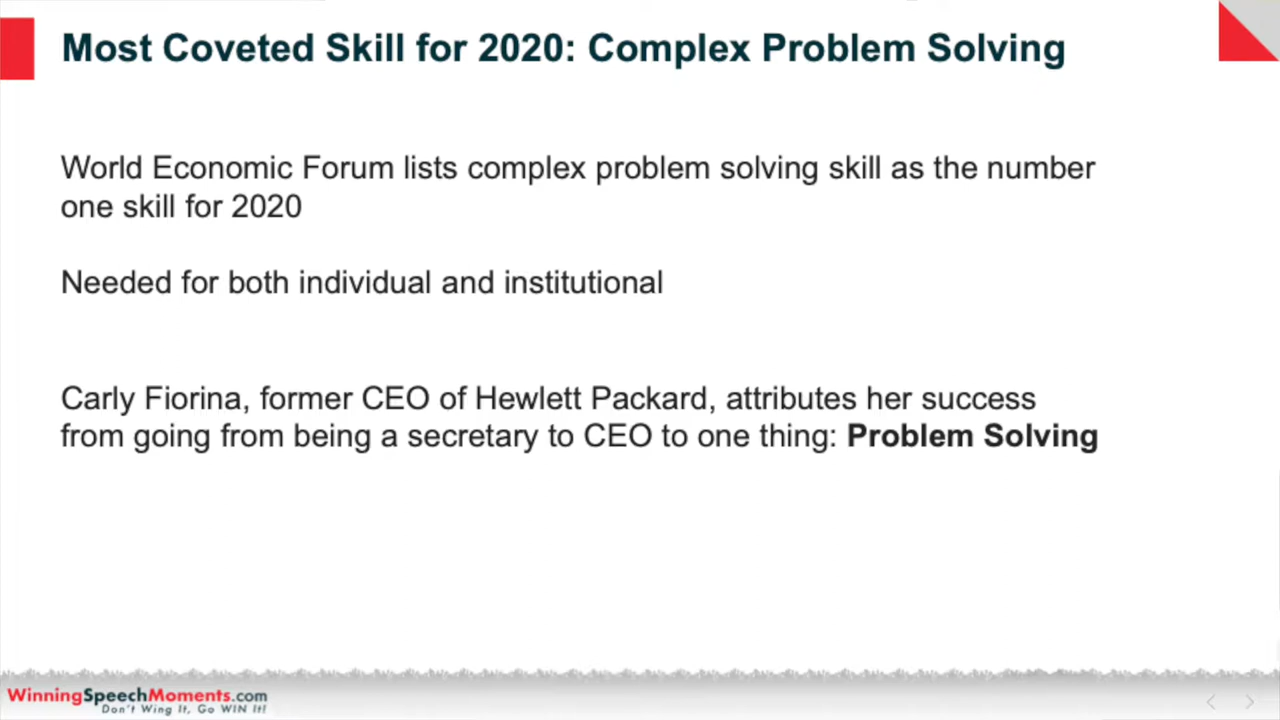 Most Coveted Skill for 2020: Complex Problem Solving
World Economic Forum lists complex problem solving skill as the number
one skill for 2020
Needed for both individual and institutional
Carly Fiorina, former CEO of Hewlett Packard, attributes her success
from going from being a secretary to CEO to one thing: Problem Solving
WinningSpeechMoments.com
Don't Wing It, Go WIN It!